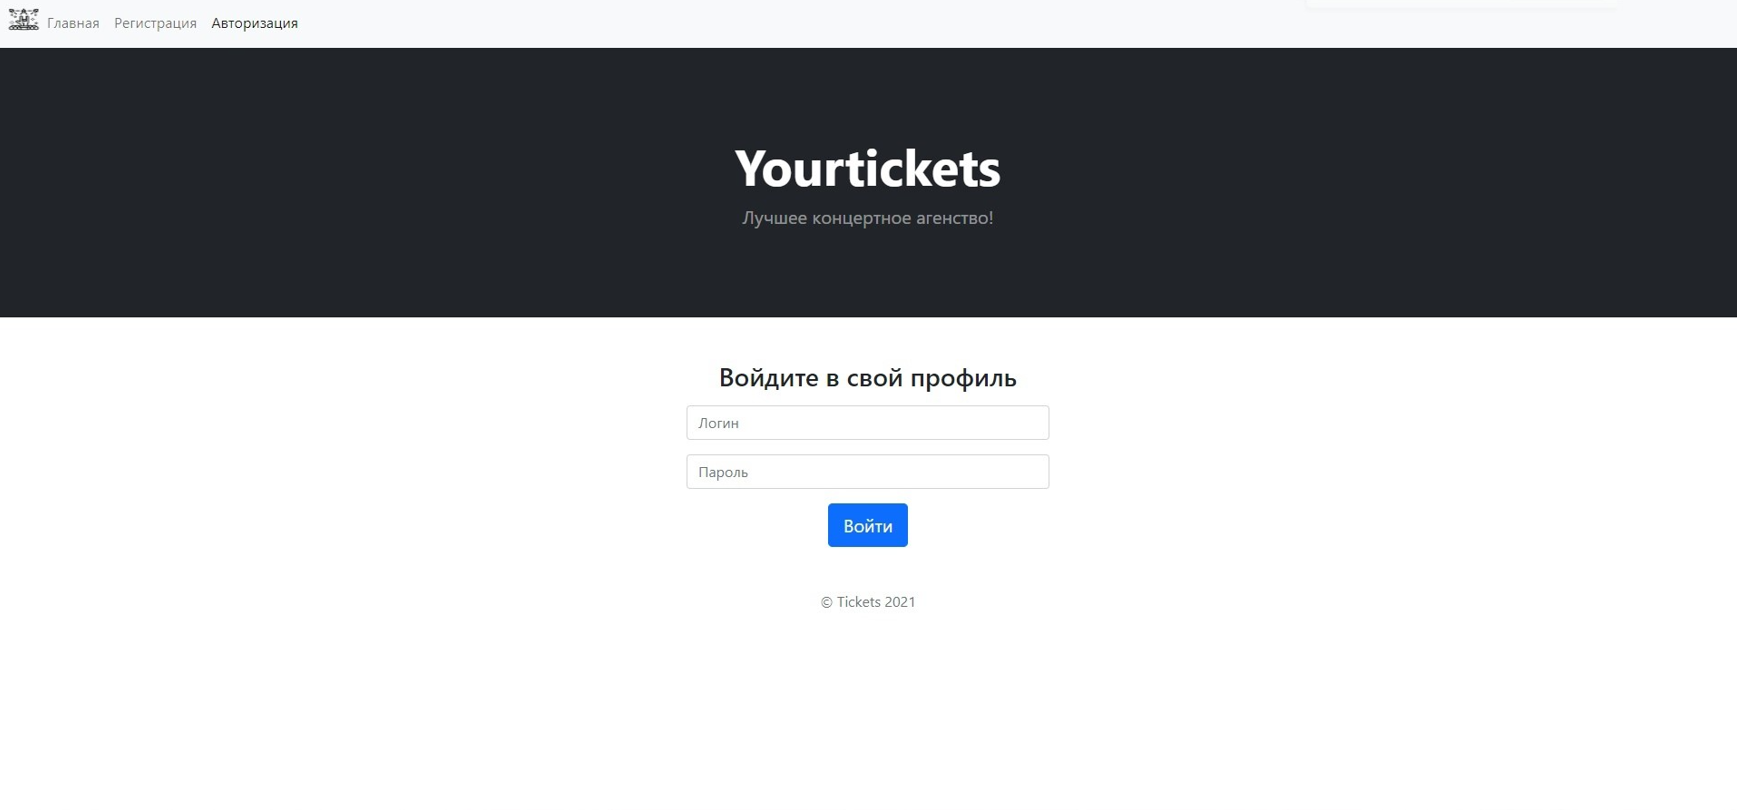 Главная Регистрация Авторизация
Yourtickets
Лучшее концертное агенство!
Войдите в свой профиль
Логин
Пароль
Войти
© Tickets 2021